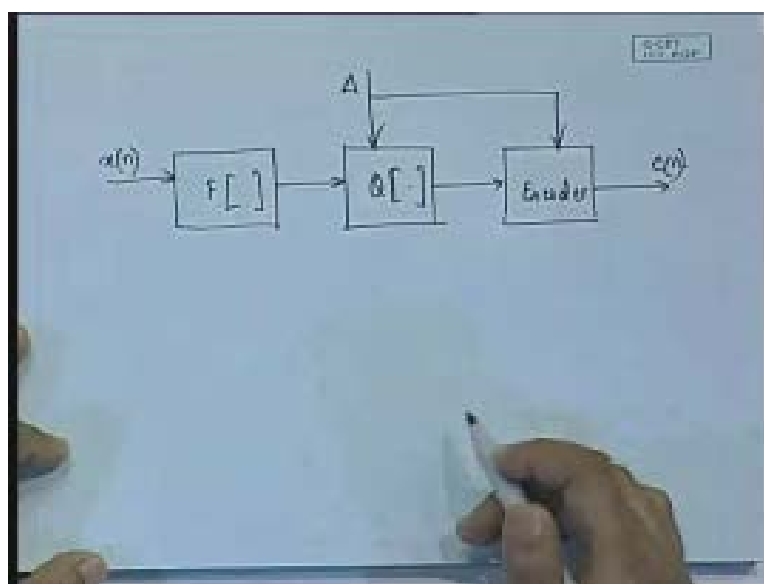 Δ
x(n) F[ ] Q[·] Encoder c(n)